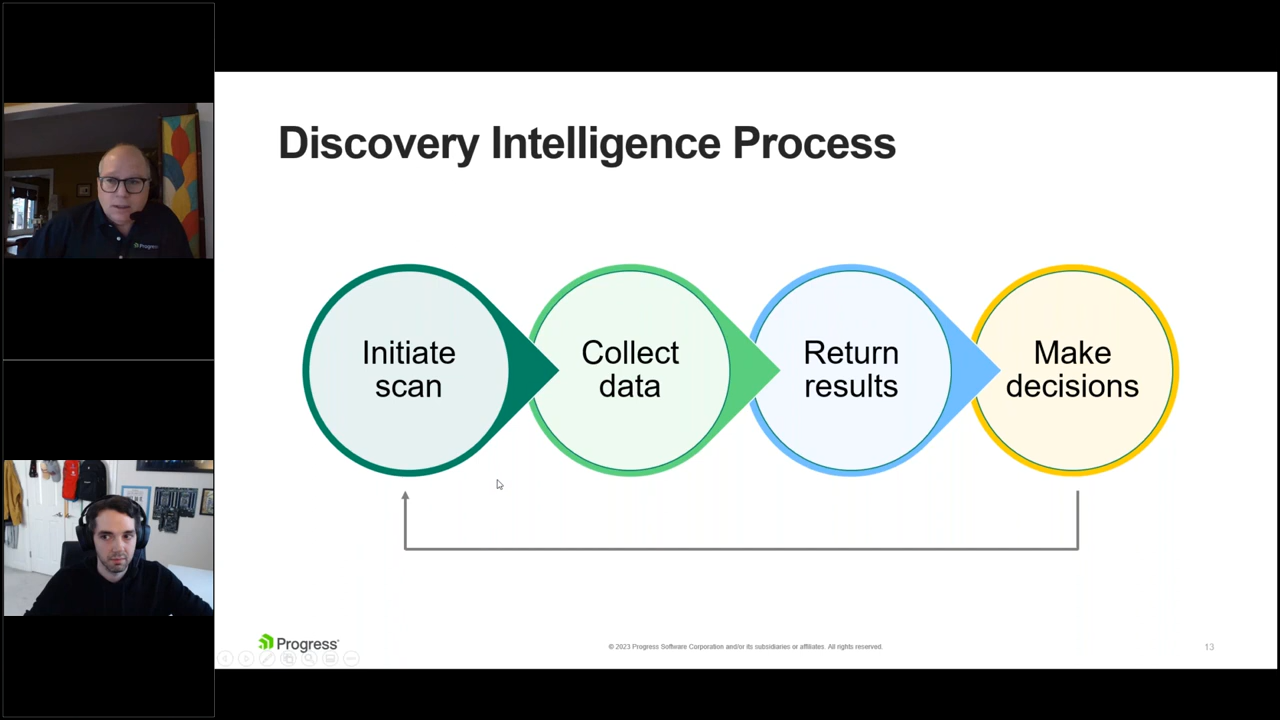 Discovery Intelligence Process
Initiate
scan
Collect
data
Return
results
Make
decisions
Progress
Progress®
© 2023 Progress Software Corporation and/or its subsidiaries or affiliates. All rights reserved.
13